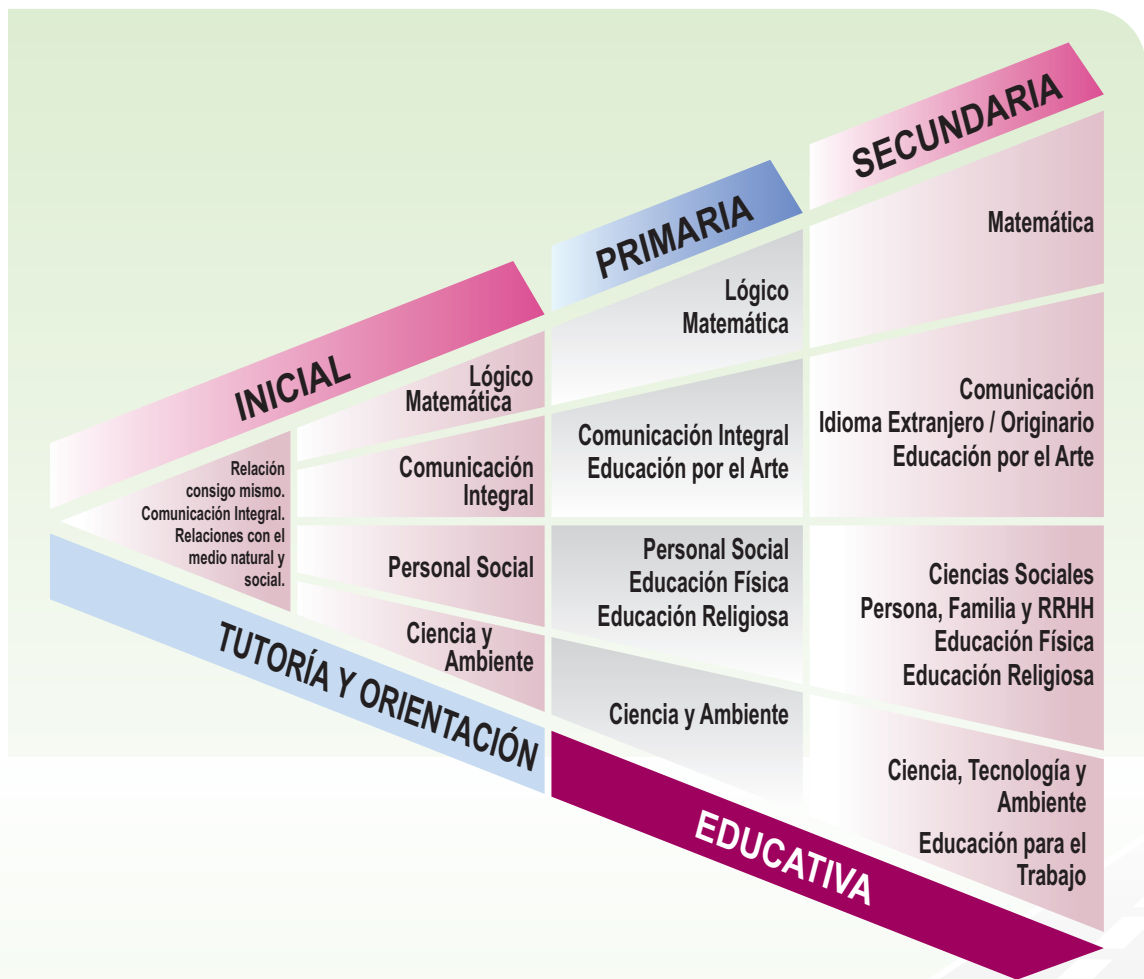 INICIAL
PRIMARIA
SECUNDARIA
Relación
consigo mismo.
Comunicación Integral.
Relaciones con el
medio natural y
social.
Lógico
Matemática
Comunicación
Integral
Personal Social
Ciencia y
Ambiente
Lógico
Matemática
Comunicación Integral
Educación por el Arte
Personal Social
Educación Física
Educación Religiosa
Ciencia y Ambiente
Matemática
Comunicación
Idioma Extranjero / Originario
Educación por el Arte
Ciencias Sociales
Persona, Familia y RRHH
Educación Física
Educación Religiosa
Ciencia, Tecnología y
Ambiente
Educación para el
Trabajo
TUTORÍA Y ORIENTACIÓN
EDUCATIVA